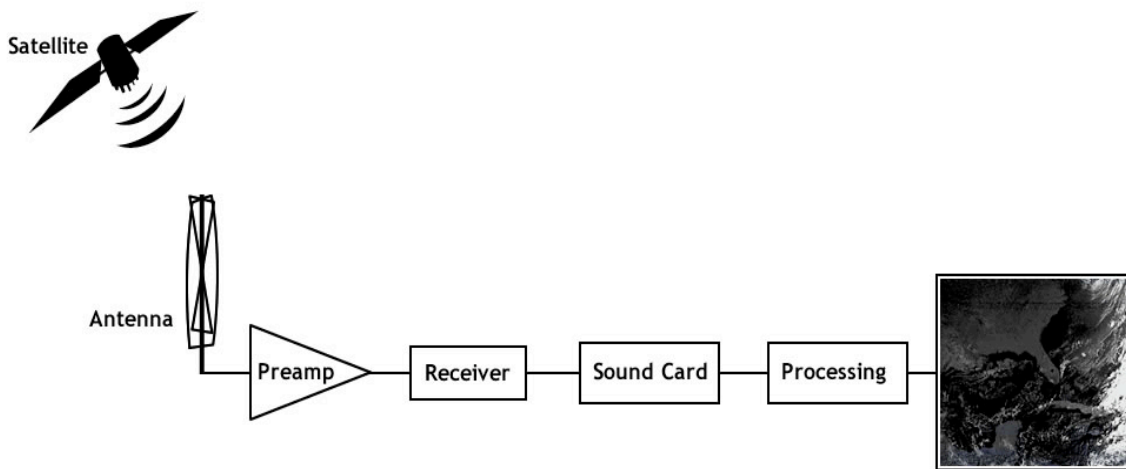 Satellite
Antenna
Preamp
Receiver
Sound Card
Processing